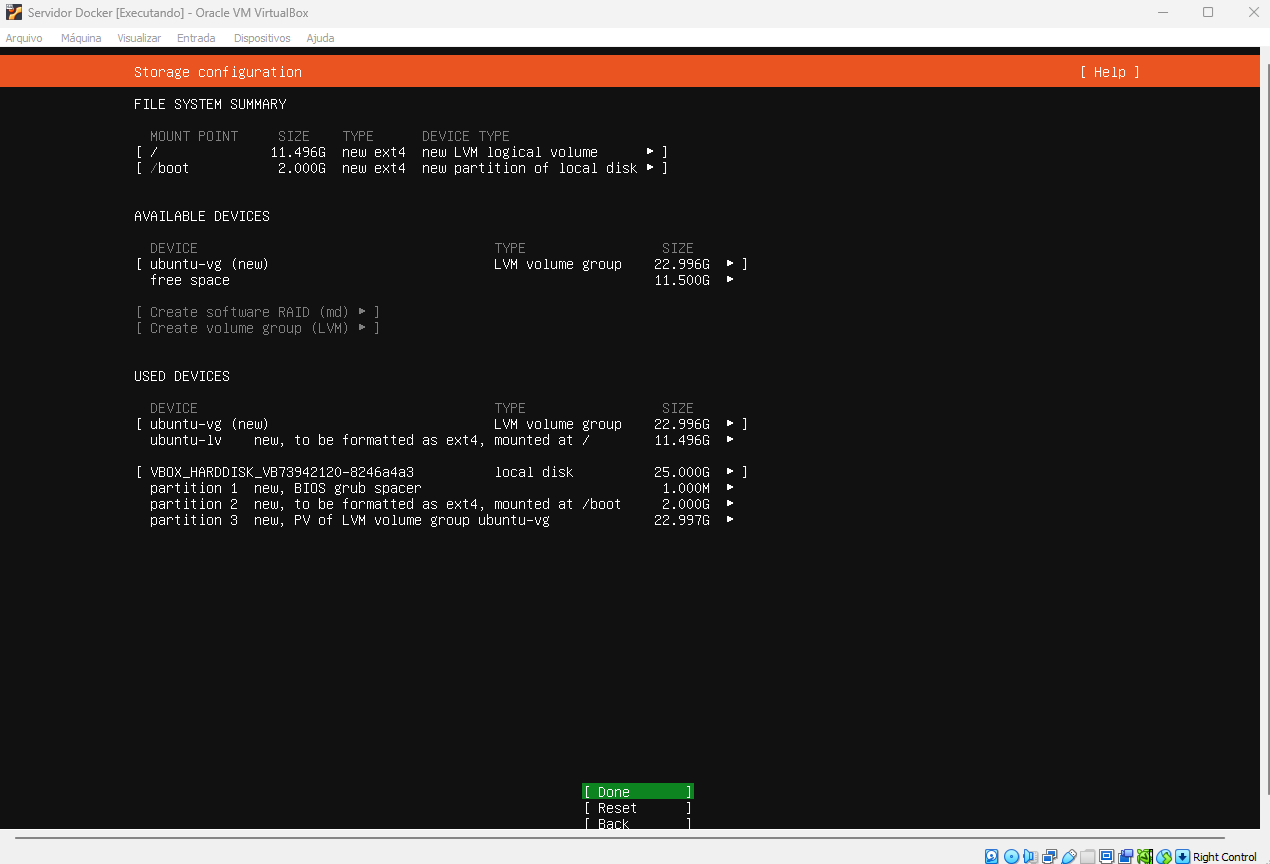 Servidor Docker [Executando] - Oracle VM VirtualBox
Arquivo Máquina Visualizar Entrada Dispositivos Ajuda
Storage configuration [ Help ]
FILE SYSTEM SUMMARY
MOUNT POINT SIZE TYPE DEVICE TYPE
[ / 11.496G new ext4 new LVM logical volume ▸ ]
[ /boot 2.000G new ext4 new partition of local disk ▸ ]
AVAILABLE DEVICES
DEVICE TYPE SIZE
[ ubuntu-vg (new) LVM volume group 22.996G ▸ ]
free space 11.500G ▸
[ Create software RAID (md) ▸ ]
[ Create volume group (LVM) ▸ ]
USED DEVICES
DEVICE TYPE SIZE
[ ubuntu-vg (new) LVM volume group 22.996G ▸ ]
ubuntu-lv new, to be formatted as ext4, mounted at / 11.496G ▸
[ VBOX_HARDDISK_VB73942120-8246a4a3 local disk 25.000G ▸ ]
partition 1 new, BIOS grub spacer 1.000M ▸
partition 2 new, to be formatted as ext4, mounted at /boot 2.000G ▸
partition 3 new, PV of LVM volume group ubuntu-vg 22.997G ▸
[ Done ]
[ Reset ]
[ Back ]
Right Control